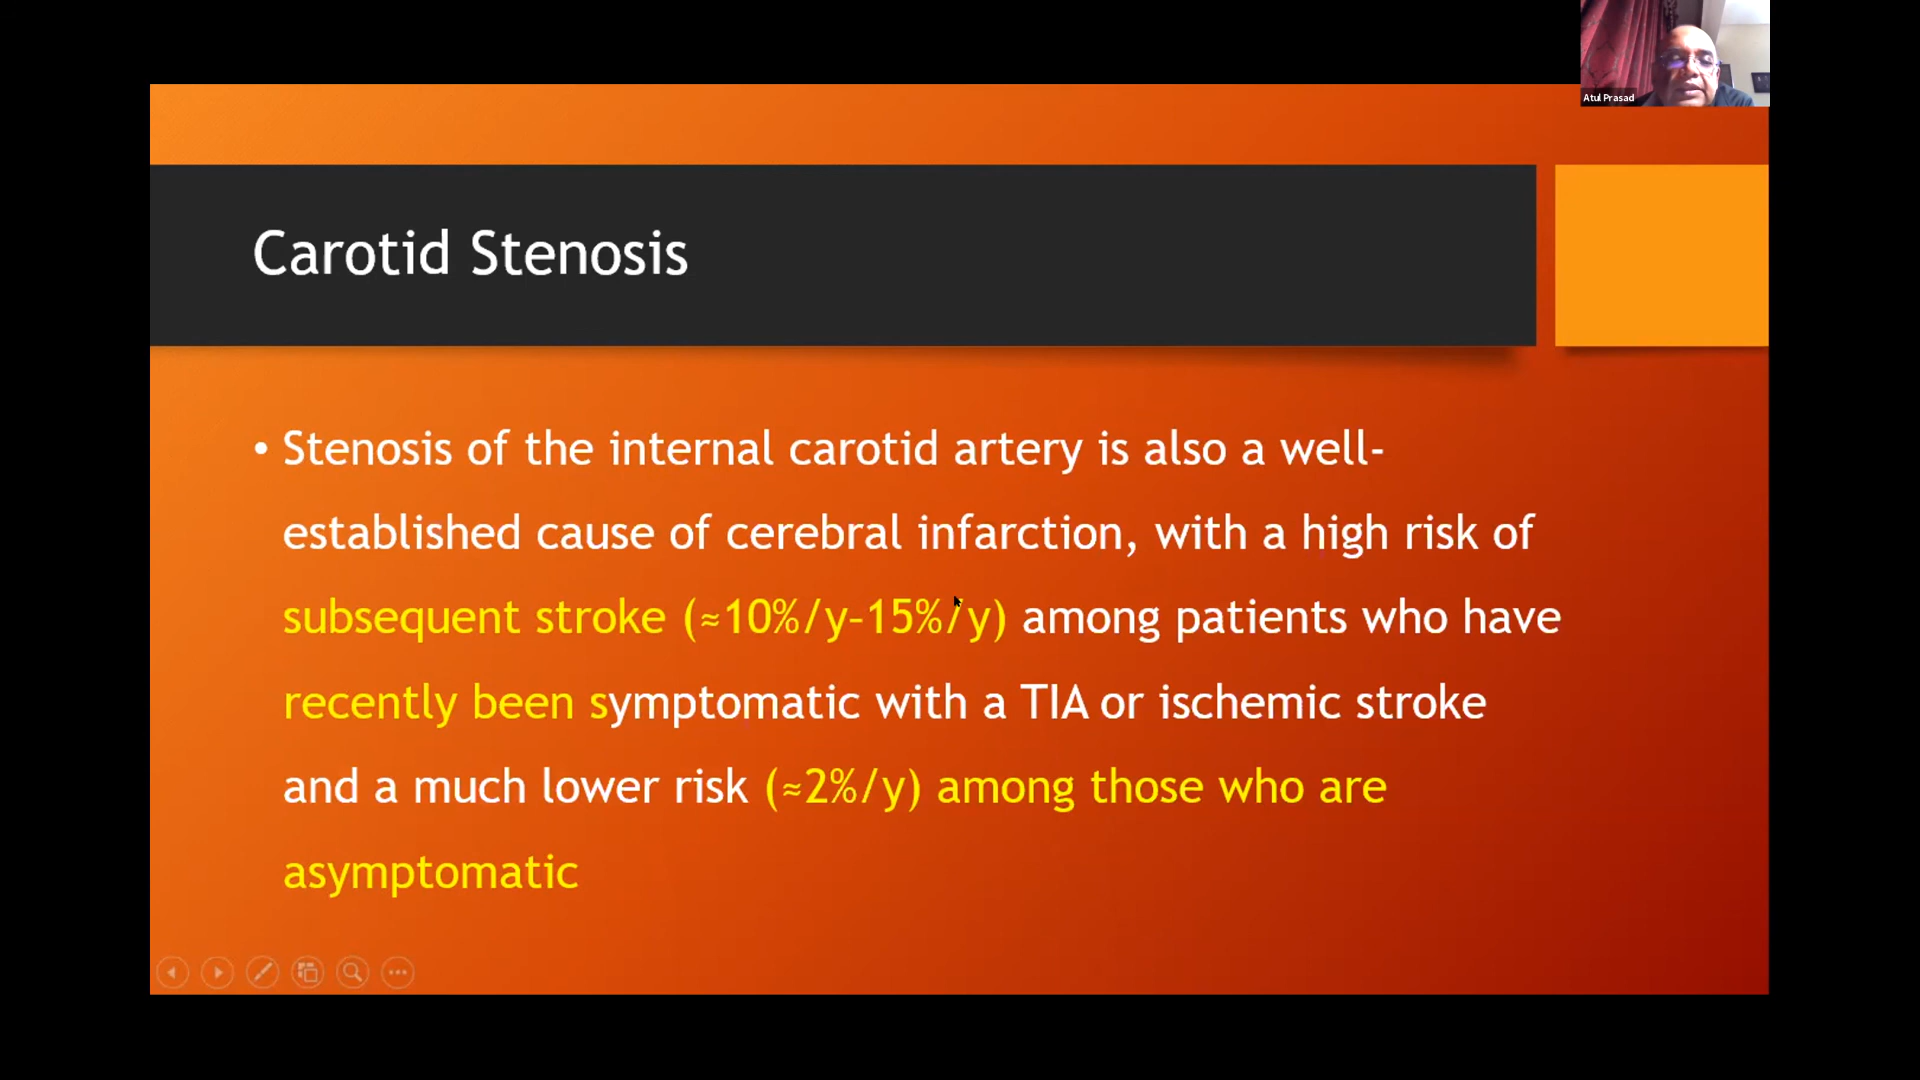 Atul Prasad
Carotid Stenosis
• Stenosis of the internal carotid artery is also a well-
established cause of cerebral infarction, with a high risk of
subsequent stroke (≈10%/y–15%/y) among patients who have
recently been symptomatic with a TIA or ischemic stroke
and a much lower risk (≈2%/y) among those who are
asymptomatic